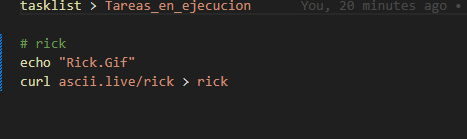 tasklist > Tareas_en_ejecucion You, 20 minutes ago •
# rick
echo "Rick.Gif"
curl ascii.live/rick > rick